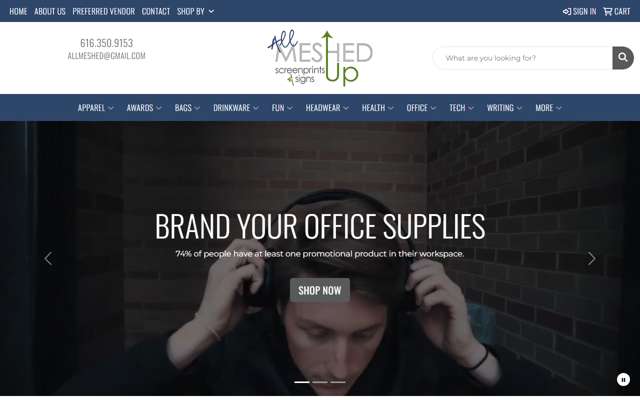 HOME ABOUT US PREFERRED VENDOR CONTACT SHOP BY
SIGN IN CART
616.350.9153
ALLMESHED@GMAIL.COM
All
MESHED
screenprints
& signs
Up
What are you looking for?
APPAREL AWARDS BAGS DRINKWARE FUN HEADWEAR HEALTH OFFICE TECH WRITING MORE
BRAND YOUR OFFICE SUPPLIES
74% of people have at least one promotional product in their workspace.
SHOP NOW